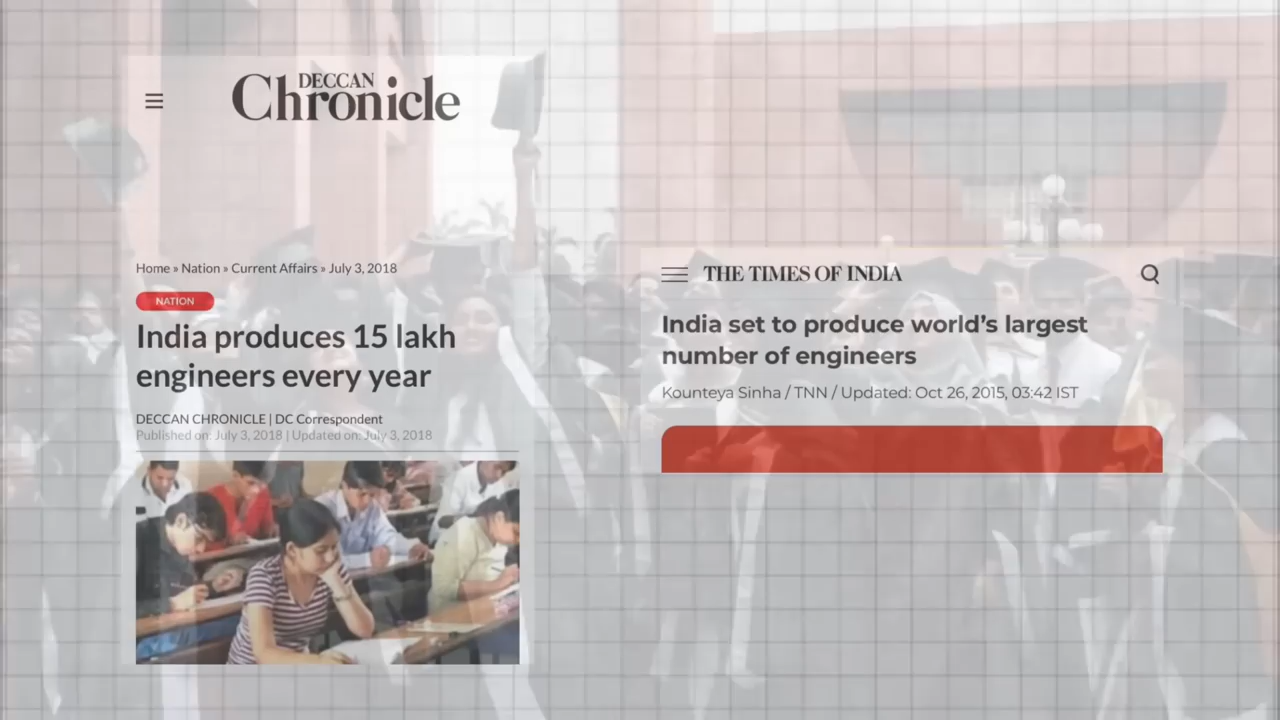 DECCAN
Chronicle
Home » Nation » Current Affairs » July 3, 2018
NATION
India produces 15 lakh
engineers every year
DECCAN CHRONICLE | DC Correspondent
Published on: July 3, 2018 | Updated on: July 3, 2018
THE TIMES OF INDIA
India set to produce world's largest
number of engineers
Kounteya Sinha / TNN / Updated: Oct 26, 2015, 03:42 IST